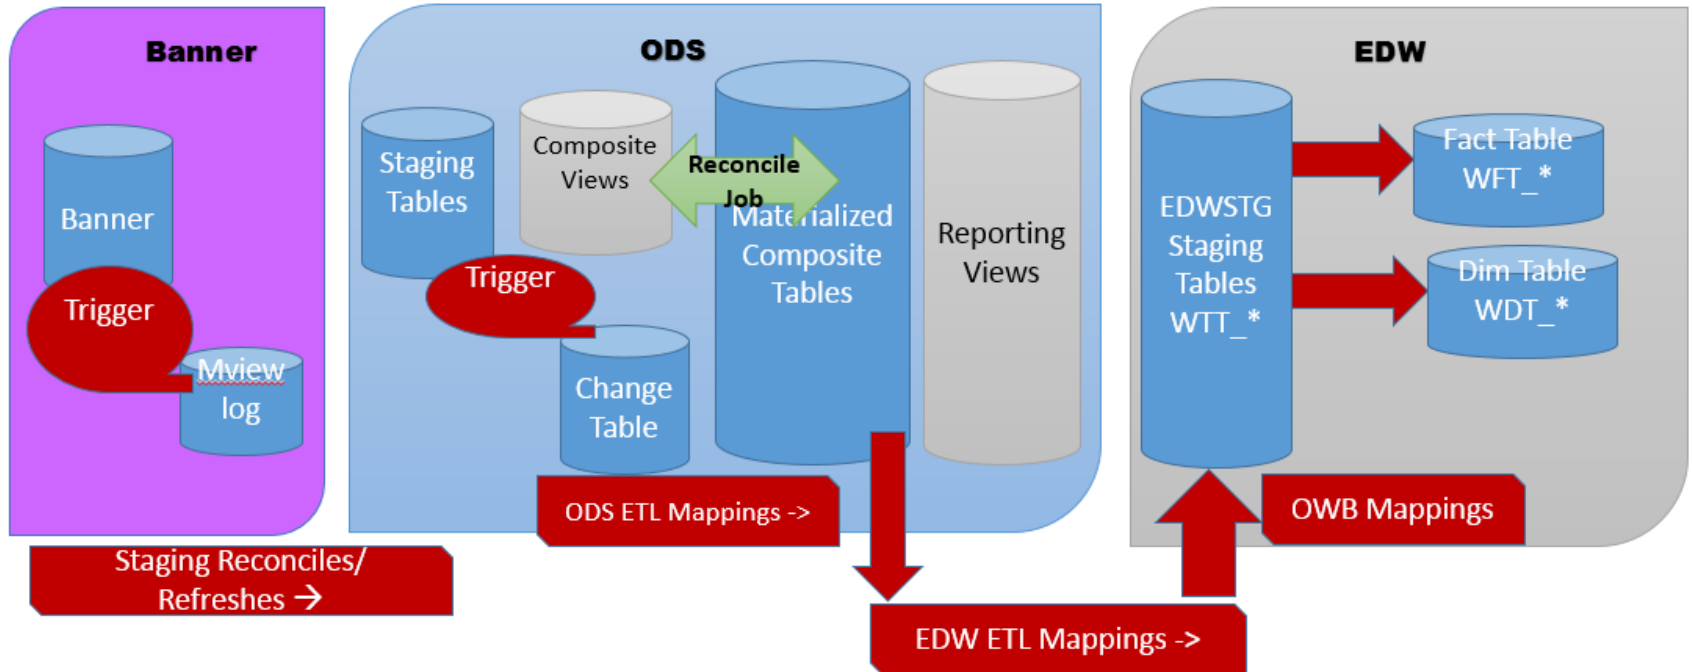 Banner
Banner
Trigger
Mview
log
Staging Reconciles/
Refreshes →
ODS
Staging
Tables
Composite
Views
Reconcile
Job
Materialized
Composite
Tables
Reporting
Views
Trigger
Change
Table
ODS ETL Mappings ->
EDW ETL Mappings ->
EDW
EDWSTG
Staging
Tables
WTT_*
Fact Table
WFT_*
Dim Table
WDT_*
OWB Mappings